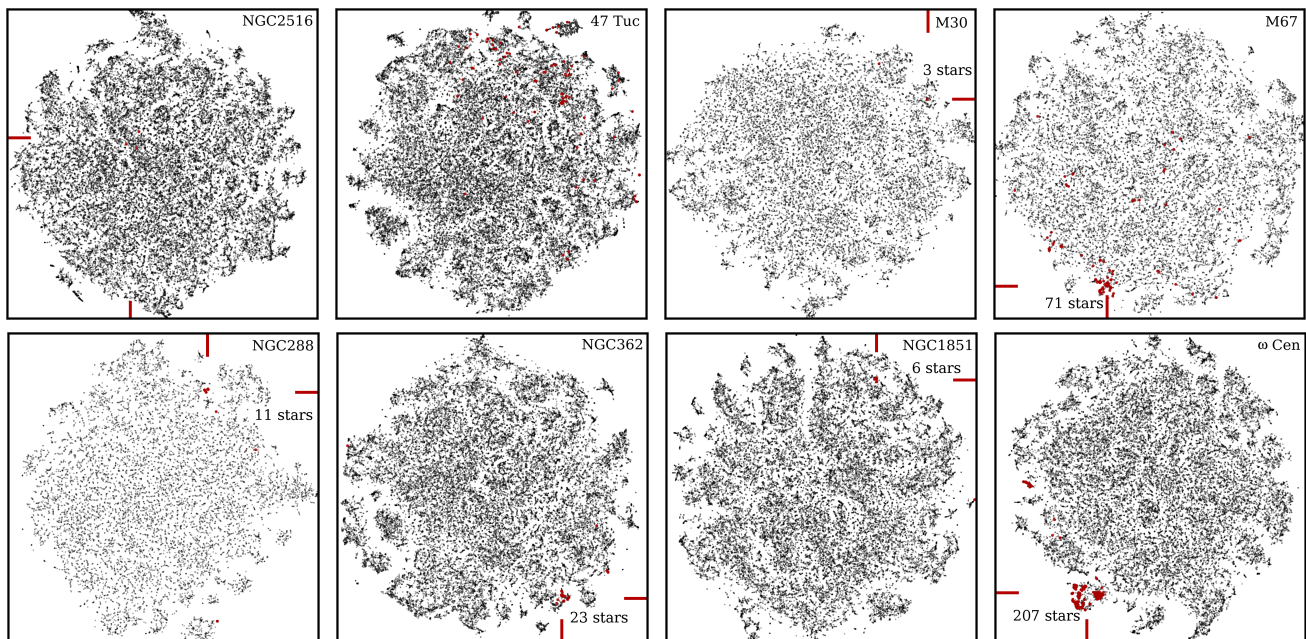 NGC2516
47 Tuc
M30
3 stars
M67
71 stars
NGC288
11 stars
NGC362
23 stars
NGC1851
6 stars
ω Cen
207 stars